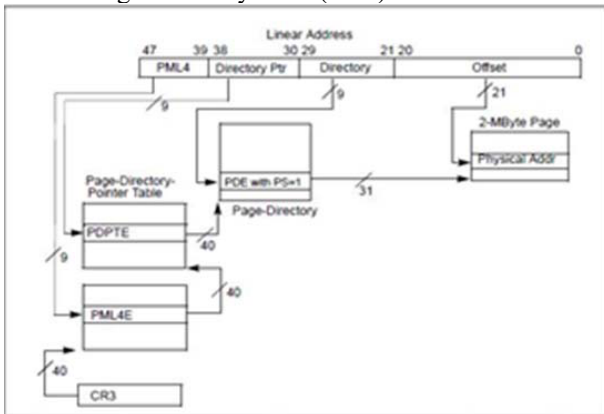 Linear Address
47 39 38 30 29 21 20 0
PML4 Directory Ptr Directory Offset
9 9 21
2-MByte Page
Physical Addr
PDE with PS=1
31
Page-Directory
Page-Directory-
Pointer Table
PDPTE
40
9
40
PML4E
40
CR3